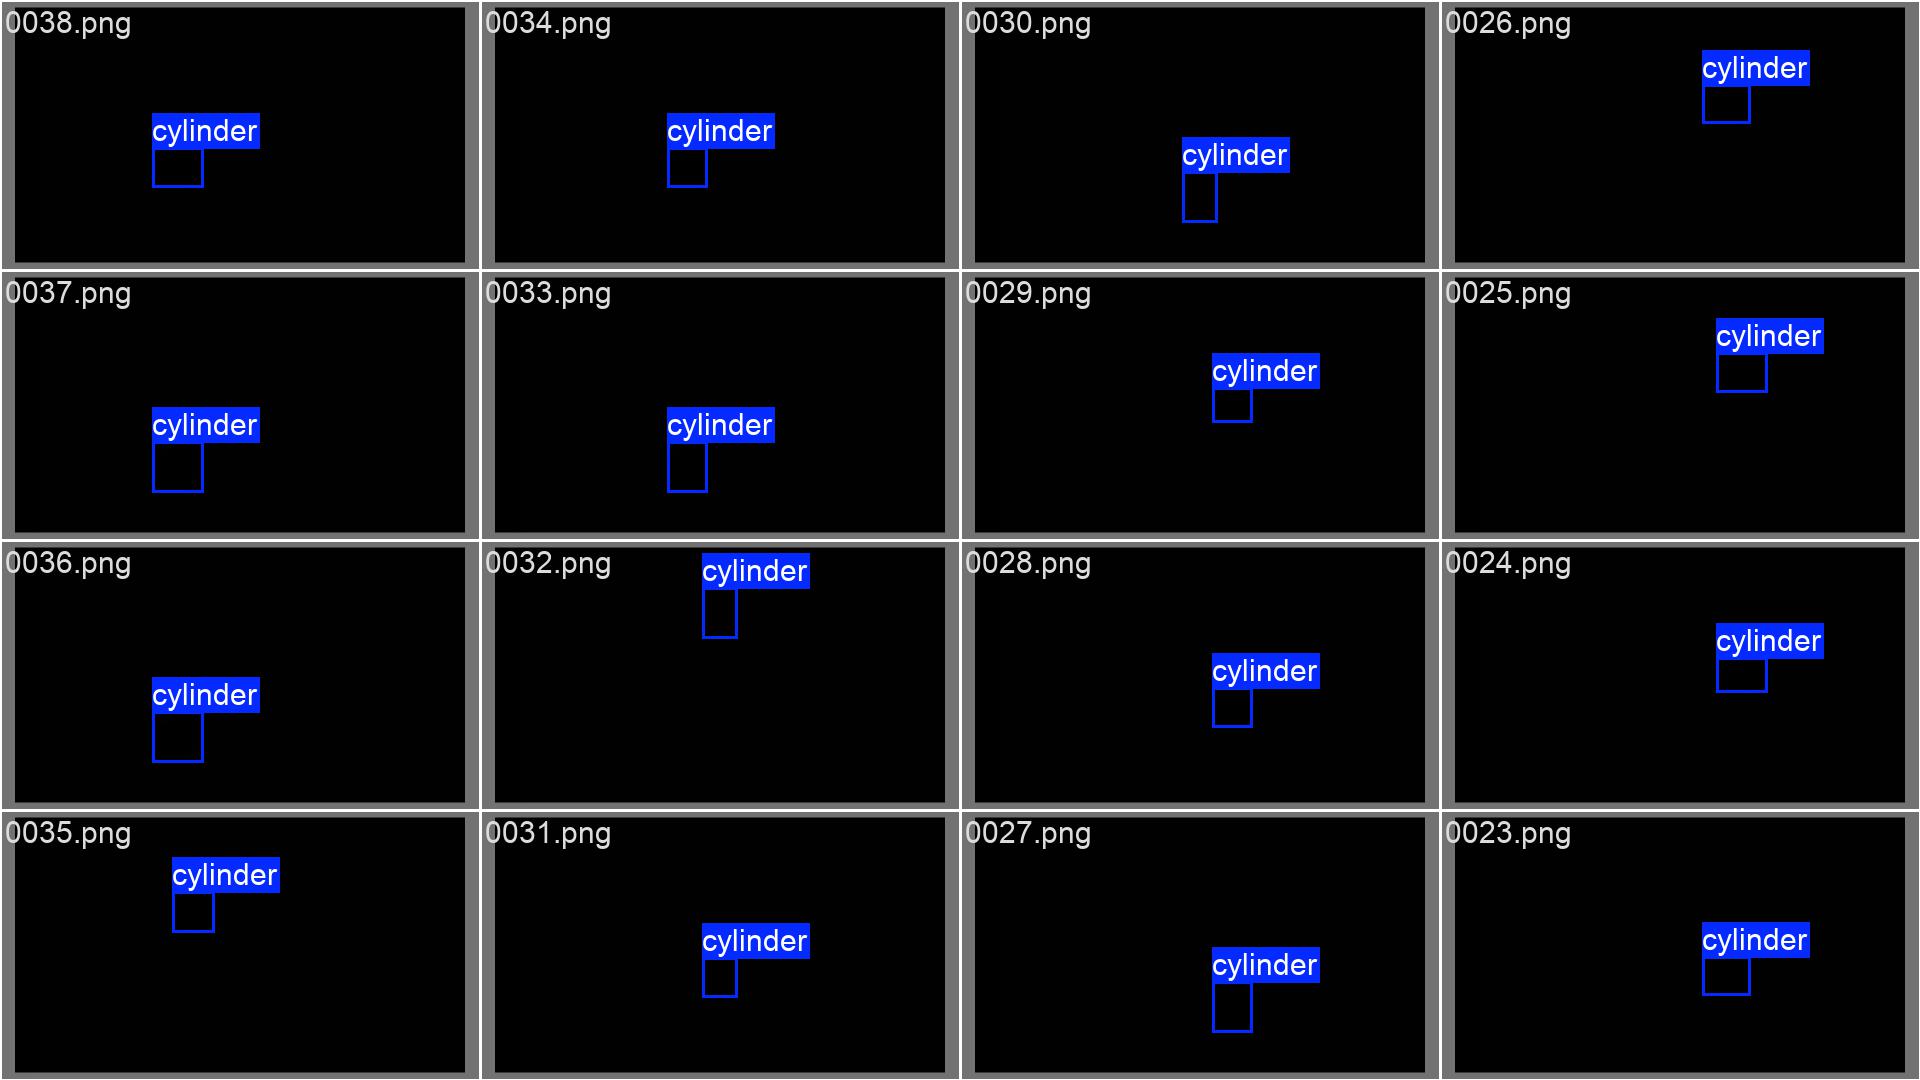 0038.png
cylinder
0034.png
cylinder
0030.png
cylinder
0026.png
cylinder
0037.png
cylinder
0033.png
cylinder
0029.png
cylinder
0025.png
cylinder
0036.png
cylinder
0032.png
cylinder
0028.png
cylinder
0024.png
cylinder
0035.png
cylinder
0031.png
cylinder
0027.png
cylinder
0023.png
cylinder